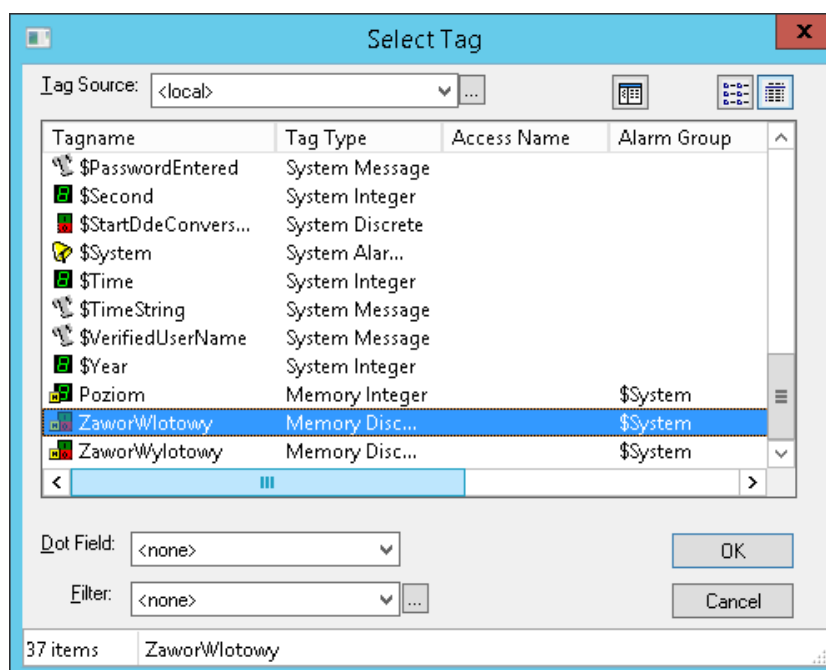 Select Tag
x
Tag Source: <local> ...
Tagname Tag Type Access Name Alarm Group
$PasswordEntered System Message
$Second System Integer
$StartDdeConvers... System Discrete
$System System Alar...
$Time System Integer
$TimeString System Message
$VerifiedUserName System Message
$Year System Integer
Poziom Memory Integer $System
ZaworWlotowy Memory Disc... $System
ZaworWylotowy Memory Disc... $System
Dot Field: <none> OK
Filter: <none> ... Cancel
37 items ZaworWlotowy